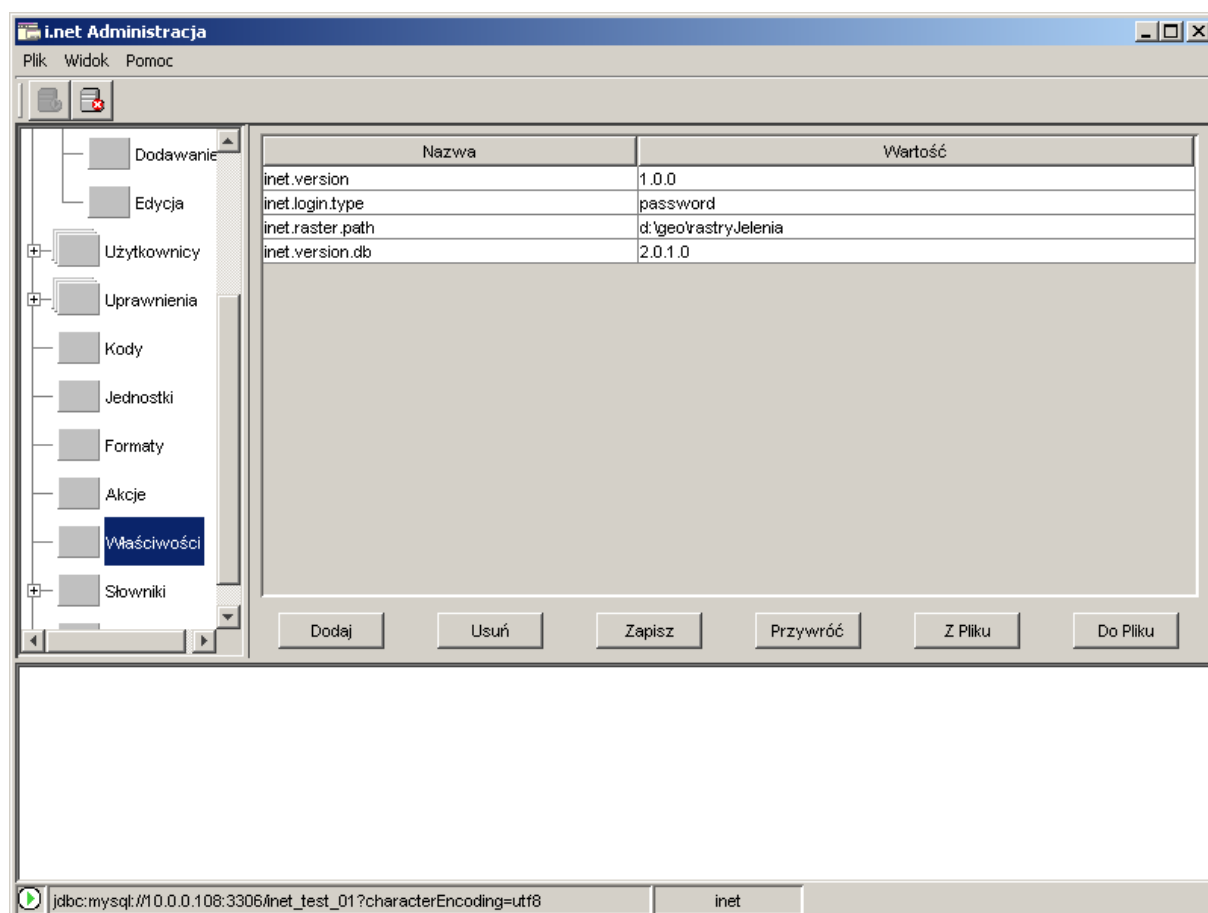 i.net Administracja
Plik Widok Pomoc
Dodawanie
Edycja
Użytkownicy
Uprawnienia
Kody
Jednostki
Formaty
Akcje
Właściwości
Słowniki
Nazwa Wartość
inet.version 1.0.0
inet.login.type password
inet.raster.path d:\geo\rastryJelenia
inet.version.db 2.0.1.0
Dodaj Usuń Zapisz Przywróć Z Pliku Do Pliku
jdbc:mysql://10.0.0.108:3306/inet_test_01?characterEncoding=utf8 inet